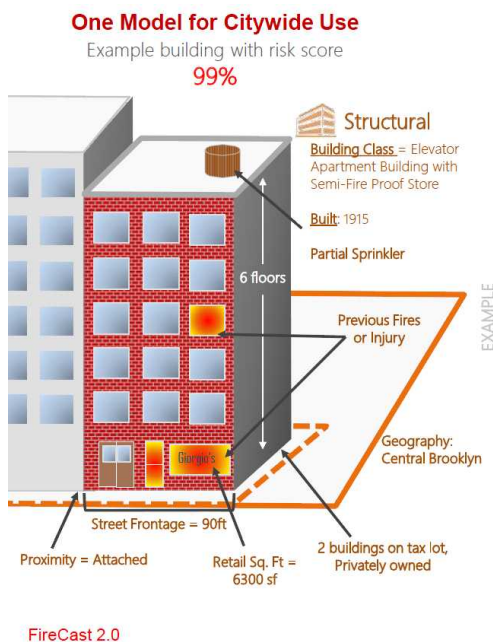 One Model for Citywide Use
Example building with risk score
99%
Structural
Building Class = Elevator
Apartment Building with
Semi-Fire Proof Store
Built: 1915
Partial Sprinkler
6 floors
Previous Fires
or Injury
EXAMPLE
Geography:
Central Brooklyn
Giorgio's
Street Frontage = 90ft
Proximity = Attached
Retail Sq. Ft =
6300 sf
2 buildings on tax lot,
Privately owned
FireCast 2.0